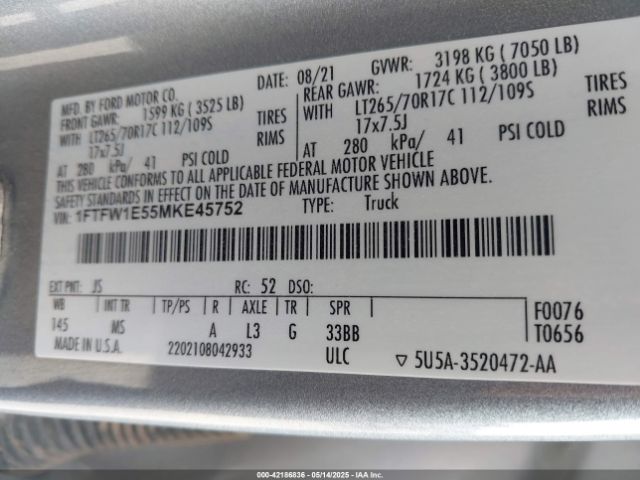 MFD. BY FORD MOTOR CO.
DATE: 08/21 GVWR: 3198 KG ( 7050 LB)
FRONT GAWR: 1599 KG ( 3525 LB) REAR GAWR: 1724 KG ( 3800 LB)
WITH LT265/70R17C 112/109S TIRES WITH LT265/70R17C 112/109S TIRES
17x7.5J RIMS 17x7.5J RIMS
AT 280 kPa/ 41 PSI COLD AT 280 kPa/ 41 PSI COLD
THIS VEHICLE CONFORMS TO ALL APPLICABLE FEDERAL MOTOR VEHICLE
SAFETY STANDARDS IN EFFECT ON THE DATE OF MANUFACTURE SHOWN ABOVE.
VIN: 1FTFW1E55MKE45752 TYPE: Truck
EXT PNT: JS RC: 52 DSO:
WB INT TR TP/PS R AXLE TR SPR
145 MS A L3 G 33BB
F0076
T0656
MADE IN U.S.A. 2202108042933 ULC ▽ 5U5A-3520472-AA
000-42186836 - 05/14/2025 - IAA, Inc.